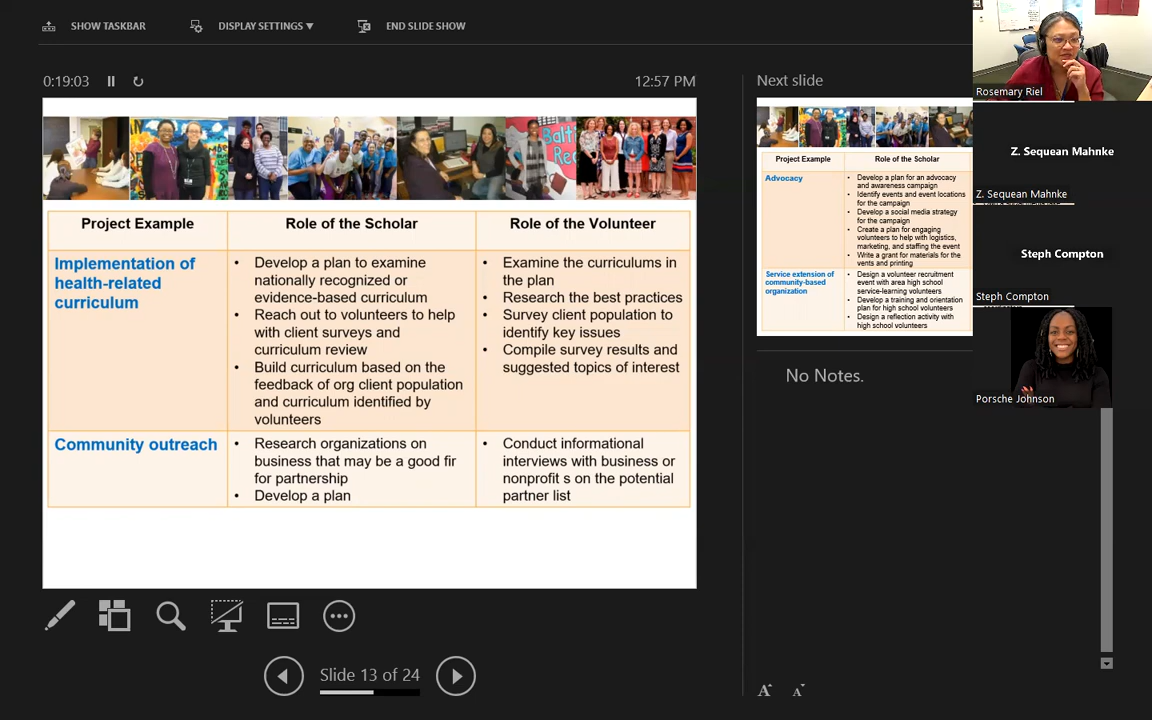 SHOW TASKBAR
DISPLAY SETTINGS ▼
END SLIDE SHOW
0:19:03
12:57 PM
Project Example
Role of the Scholar
Role of the Volunteer
Implementation of
health-related
curriculum
• Develop a plan to examine
nationally recognized or
evidence-based curriculum
• Reach out to volunteers to help
with client surveys and
curriculum review
• Build curriculum based on the
feedback of org client population
and curriculum identified by
volunteers
• Examine the curriculums in
the plan
• Research the best practices
• Survey client population to
identify key issues
• Compile survey results and
suggested topics of interest
Community outreach
• Research organizations on
business that may be a good fir
for partnership
• Develop a plan
• Conduct informational
interviews with business or
nonprofit s on the potential
partner list
Slide 13 of 24
Next slide
Project Example
Role of the Scholar
Advocacy
• Develop a plan for an advocacy
and awareness campaign
• Identify events and event locations
for the campaign
• Develop a social media strategy
for the campaign
• Create a plan for engaging
volunteers to help with logistics,
marketing, and staffing the event
• Write a grant for materials for the
vents and printing
Service extension of
community-based
organization
• Design a volunteer recruitment
event with area high school
service-learning volunteers
• Develop a training and orientation
plan for high school volunteers
• Design a reflection activity with
high school volunteers
No Notes.
A
A
Rosemary Riel
Z. Sequean Mahnke
Z. Sequean Mahnke
Steph Compton
Steph Compton
Porsche Johnson